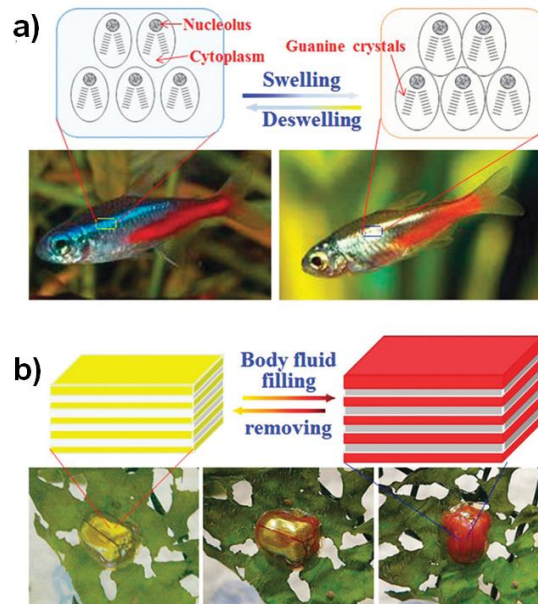 a)
Nucleolus
Cytoplasm
Swelling
Deswelling
Guanine crystals
b)
Body fluid
filling
removing